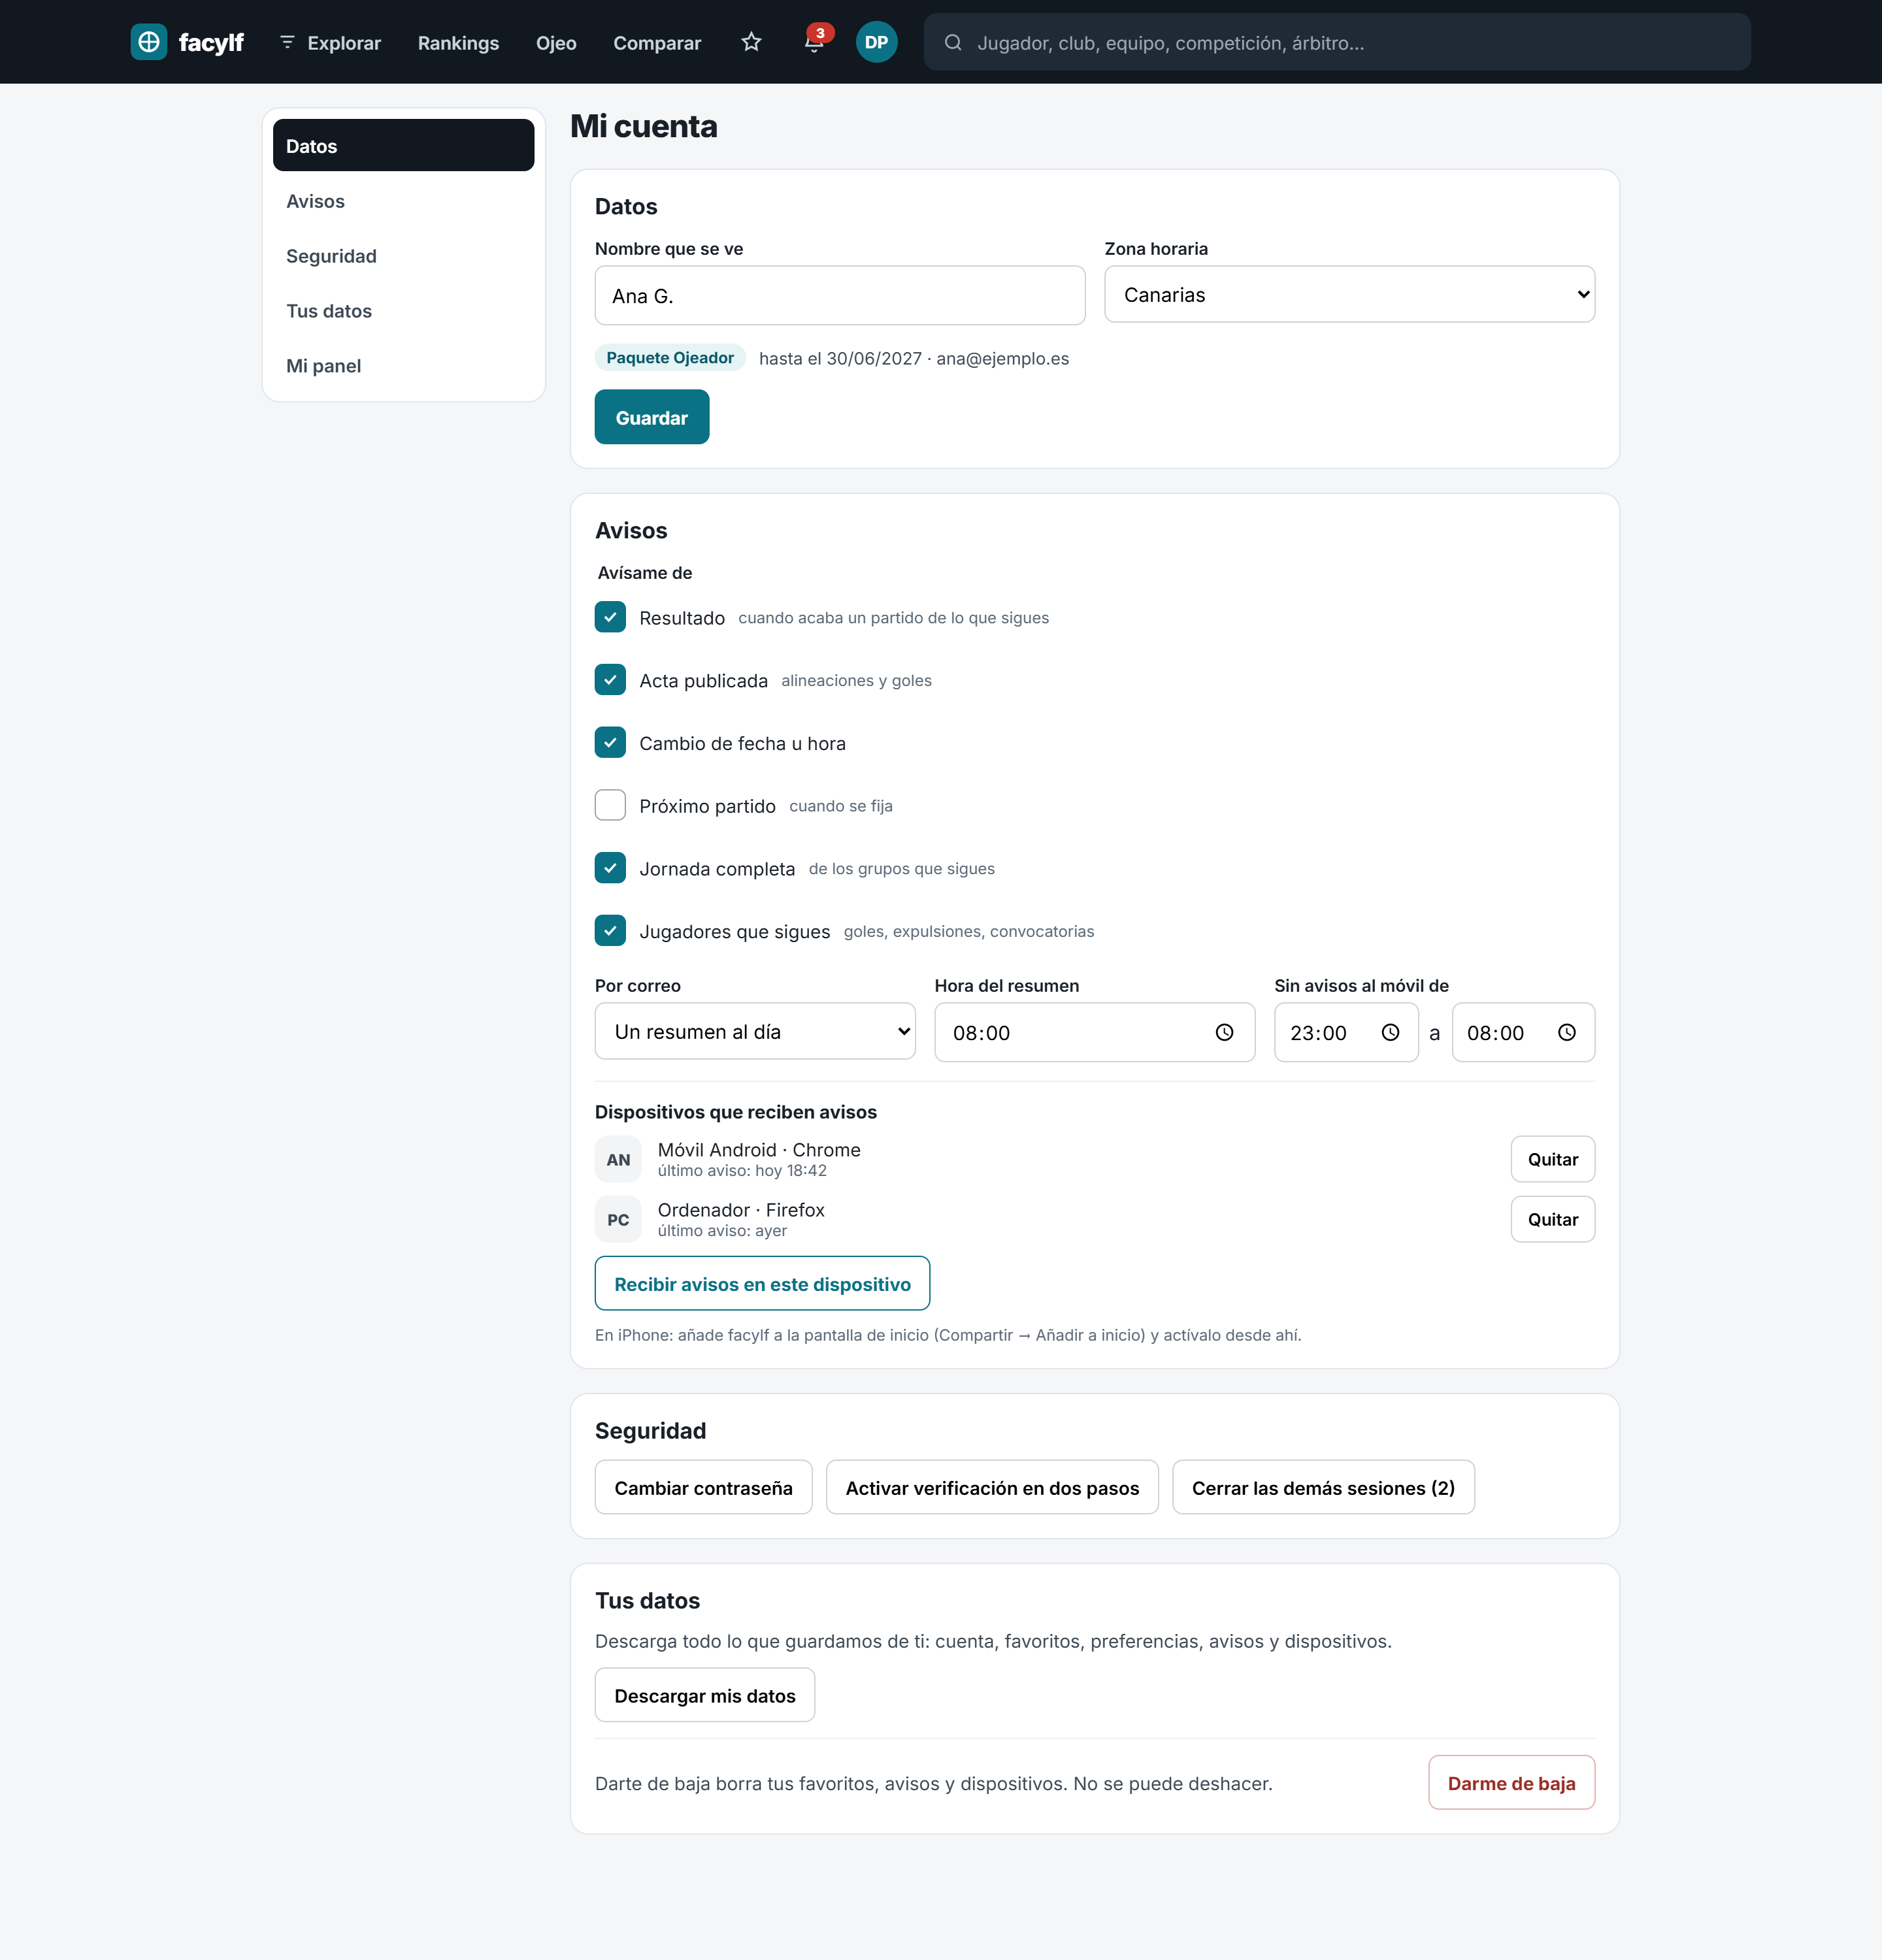 facylf Explorar Rankings Ojeo Comparar 3 DP Jugador, club, equipo, competición, árbitro...
Datos
Avisos
Seguridad
Tus datos
Mi panel
Mi cuenta
Datos
Nombre que se ve Zona horaria
Ana G. Canarias
Paquete Ojeador hasta el 30/06/2027 · ana@ejemplo.es
Guardar
Avisos
Avísame de
Resultado cuando acaba un partido de lo que sigues
Acta publicada alineaciones y goles
Cambio de fecha u hora
Próximo partido cuando se fija
Jornada completa de los grupos que sigues
Jugadores que sigues goles, expulsiones, convocatorias
Por correo Hora del resumen Sin avisos al móvil de
Un resumen al día 08:00 23:00 a 08:00
Dispositivos que reciben avisos
AN Móvil Android · Chrome Quitar
último aviso: hoy 18:42
PC Ordenador · Firefox Quitar
último aviso: ayer
Recibir avisos en este dispositivo
En iPhone: añade facylf a la pantalla de inicio (Compartir → Añadir a inicio) y actívalo desde ahí.
Seguridad
Cambiar contraseña Activar verificación en dos pasos Cerrar las demás sesiones (2)
Tus datos
Descarga todo lo que guardamos de ti: cuenta, favoritos, preferencias, avisos y dispositivos.
Descargar mis datos
Darte de baja borra tus favoritos, avisos y dispositivos. No se puede deshacer. Darme de baja